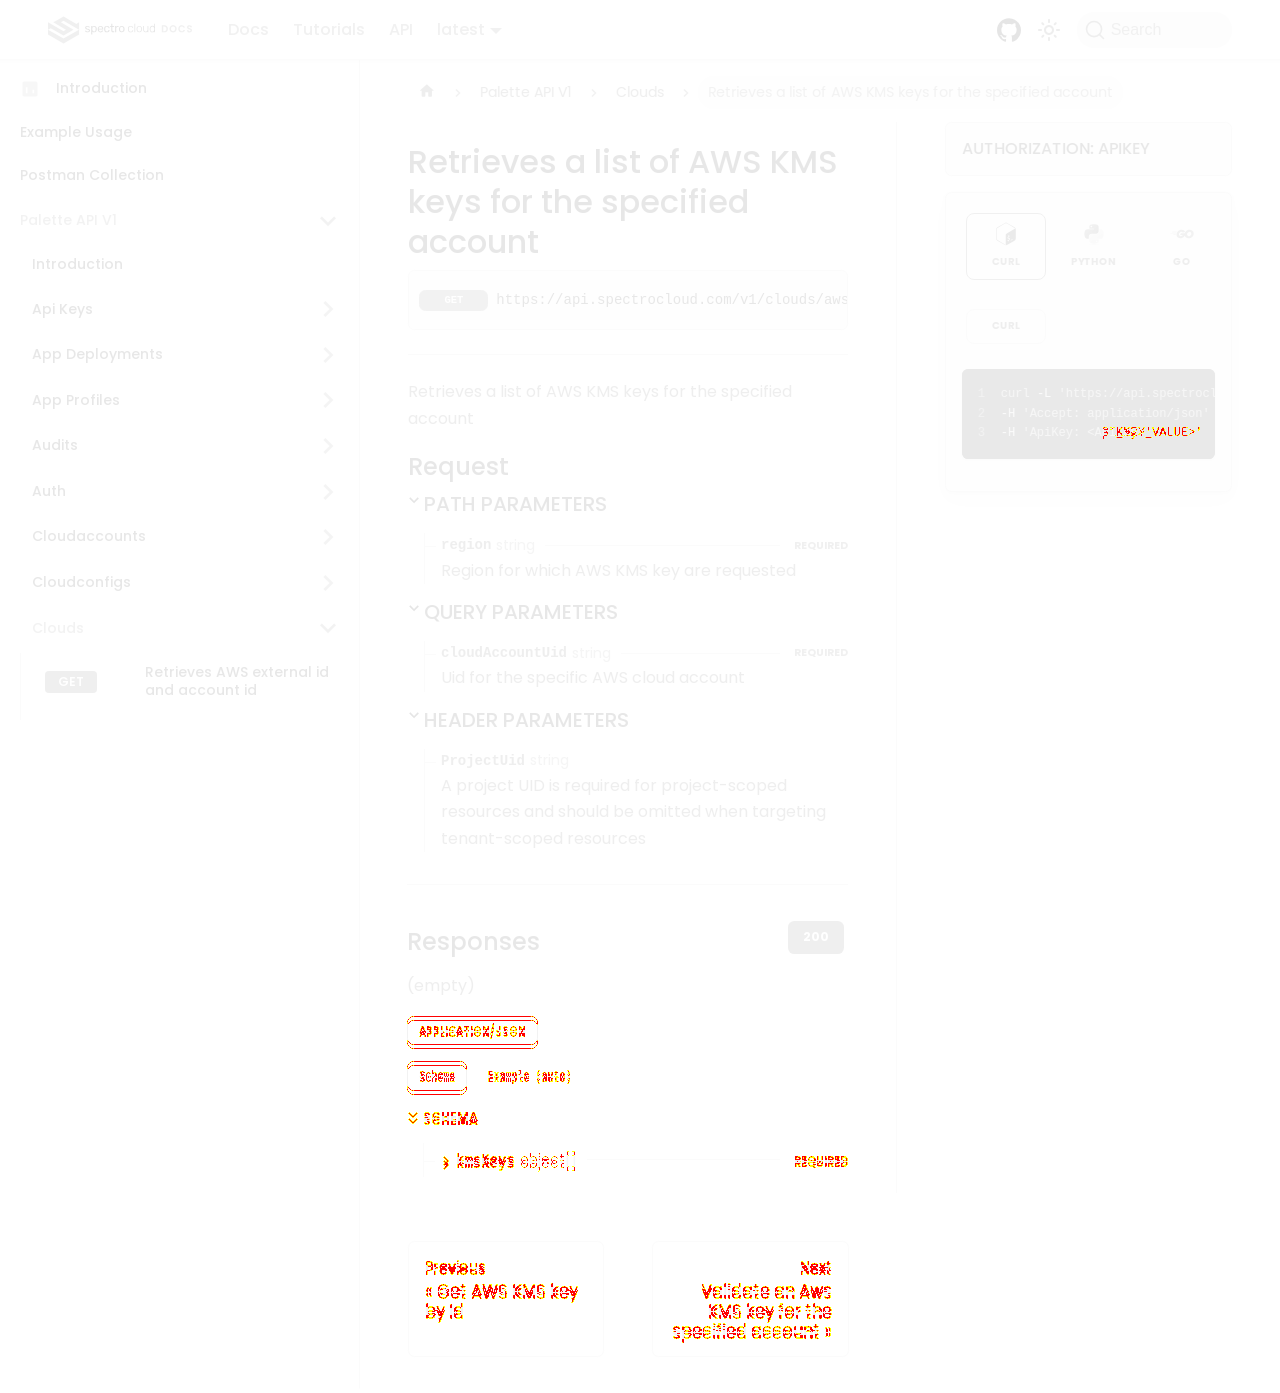 spectro cloud DOCS
Docs
Tutorials
API
latest
Search
Introduction
Example Usage
Postman Collection
Palette API V1
Introduction
Api Keys
App Deployments
App Profiles
Audits
Auth
Cloudaccounts
Cloudconfigs
Clouds
GET
Retrieves AWS external id
and account id
Palette API V1
Clouds
Retrieves a list of AWS KMS keys for the specified account
Retrieves a list of AWS KMS
keys for the specified
account
GET https://api.spectrocloud.com/v1/clouds/aws
Retrieves a list of AWS KMS keys for the specified
account
Request
PATH PARAMETERS
region string REQUIRED
Region for which AWS KMS key are requested
QUERY PARAMETERS
cloudAccountUid string REQUIRED
Uid for the specific AWS cloud account
HEADER PARAMETERS
ProjectUid string
A project UID is required for project-scoped
resources and should be omitted when targeting
tenant-scoped resources
Responses
200
(empty)
APPLICATION/JSON
Schema
Example (auto)
SCHEMA
kmsKeys object[] REQUIRED
Previous
« Get AWS KMS key
by id
Next
Validate an Aws
KMS key for the
specified account »
AUTHORIZATION: APIKEY
CURL
PYTHON
GO
GO
CURL
1 curl -L 'https://api.spectrocl
2 -H 'Accept: application/json'
3 -H 'ApiKey: